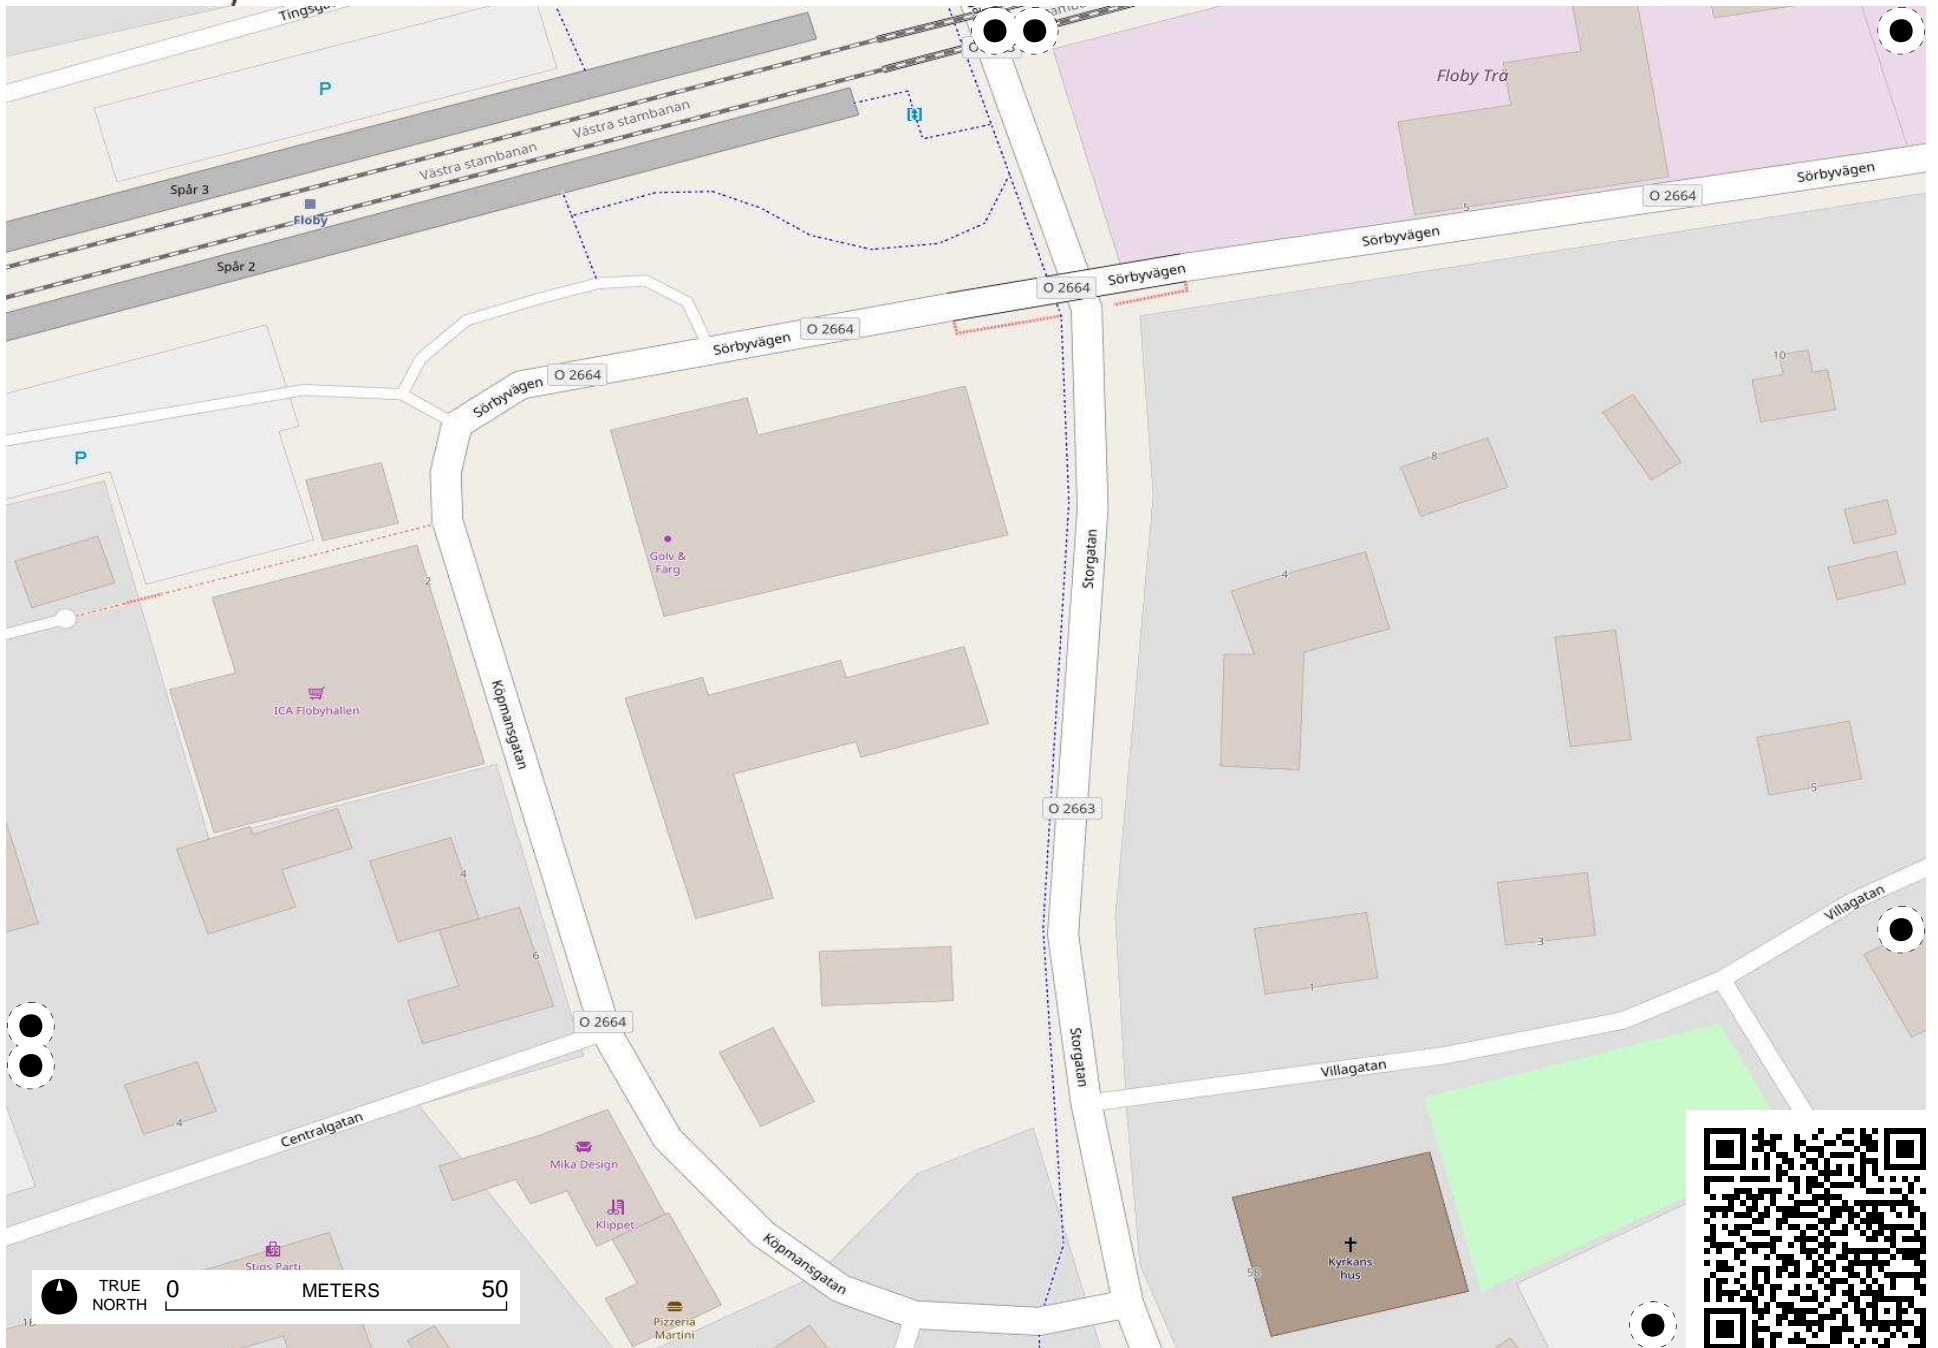 P
Floby Trä
Västra stambanan
Västra stambanan
Sörbyvägen
Spår 3
O 2664
5
Floby
Sörbyvägen
Spår 2
Sörbyvägen
O 2664
O 2664
Sörbyvägen
10
O 2664
Sörbyvägen
P
8
Golv &
Färg
Storgatan
2
4
ICA Flobyhallen
Köpmansgatan
5
O 2663
4
Villagatan
3
6
1
O 2664
Storgatan
Villagatan
4
Centralgatan
Mika Design
Klippet
Köpmansgatan
Stigs Parti
Kyrkans
hus
58
TRUE
NORTH
0
METERS
50
Pizzeria
Martini